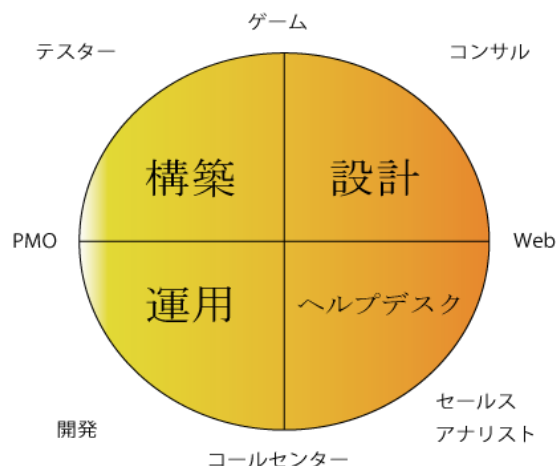 ゲーム
テスター
コンサル
構築
設計
PMO
Web
運用
ヘルプデスク
セールス
アナリスト
開発
コールセンター